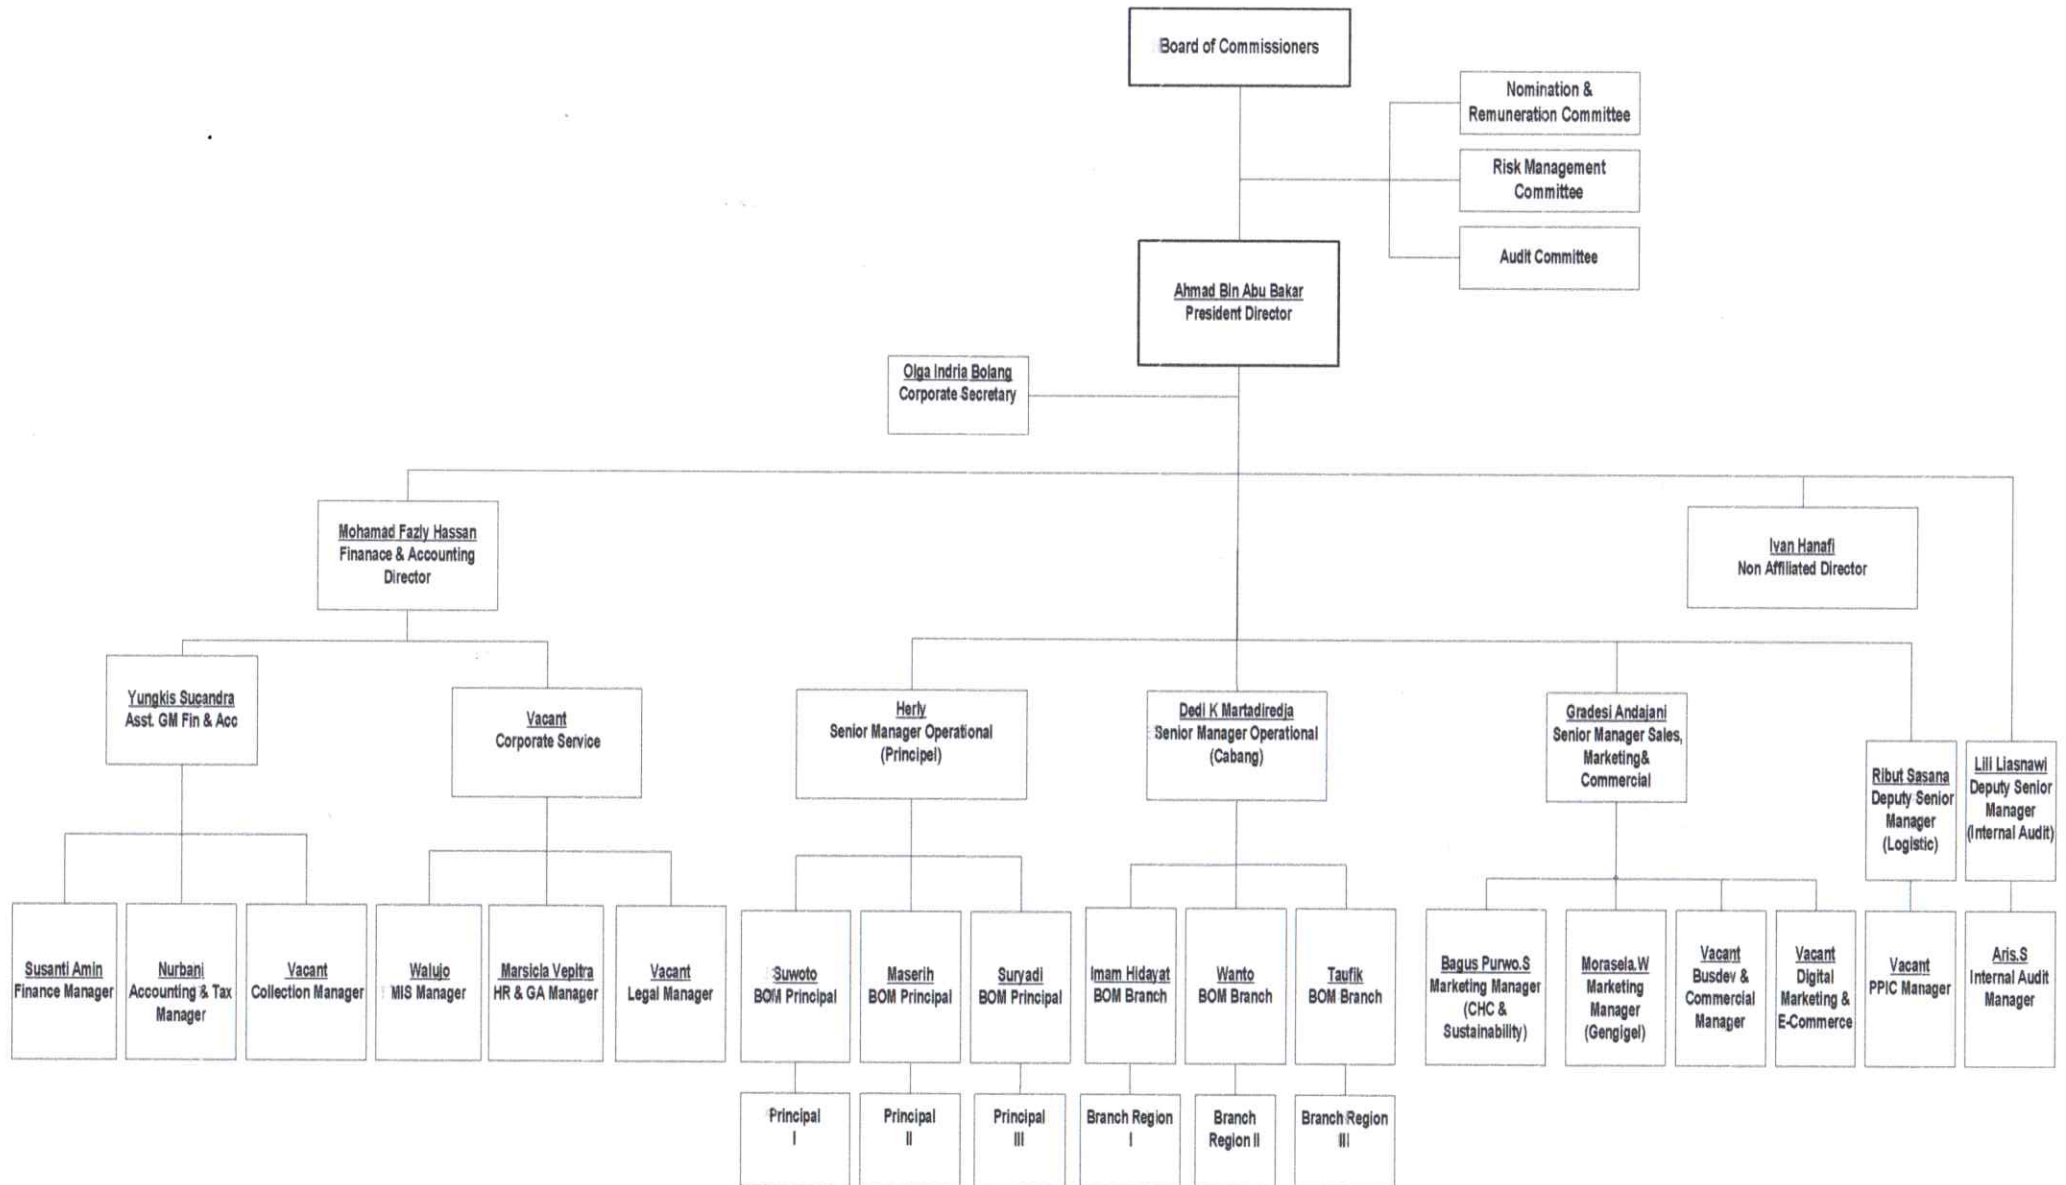 Board of Commissioners
Nomination &
Remuneration Committee
Risk Management
Committee
Audit Committee
Ahmad Bin Abu Bakar
President Director
Olga Indria Bolang
Corporate Secretary
Mohamad Fazly Hassan
Finanace & Accounting
Director
Ivan Hanafi
Non Affiliated Director
Yungkis Sucandra
Asst. GM Fin & Acc
Vacant
Corporate Service
Herly
Senior Manager Operational
(Principel)
Dedi K Martadiredja
Senior Manager Operational
(Cabang)
Gradesi Andajani
Senior Manager Sales,
Marketing&
Commercial
Ribut Sasana
Deputy Senior
Manager
(Logistic)
Lili Liasnawi
Deputy Senior
Manager
(Internal Audit)
Susanti Amin
Finance Manager
Nurbani
Accounting & Tax
Manager
Vacant
Collection Manager
Walujo
MIS Manager
Marsicia Vepitra
HR & GA Manager
Vacant
Legal Manager
Suwoto
BOM Principal
Maserih
BOM Principal
Suryadi
BOM Principal
Imam Hidayat
BOM Branch
Wanto
BOM Branch
Taufik
BOM Branch
Bagus Purwo.S
Marketing Manager
(CHC &
Sustainability)
Morasela.W
Marketing
Manager
(Gengigel)
Vacant
Busdev &
Commercial
Manager
Vacant
Digital
Marketing &
E-Commerce
Vacant
PPIC Manager
Aris.S
Internal Audit
Manager
Principal
I
Principal
II
Principal
III
Branch Region
I
Branch
Region II
Branch Region
III